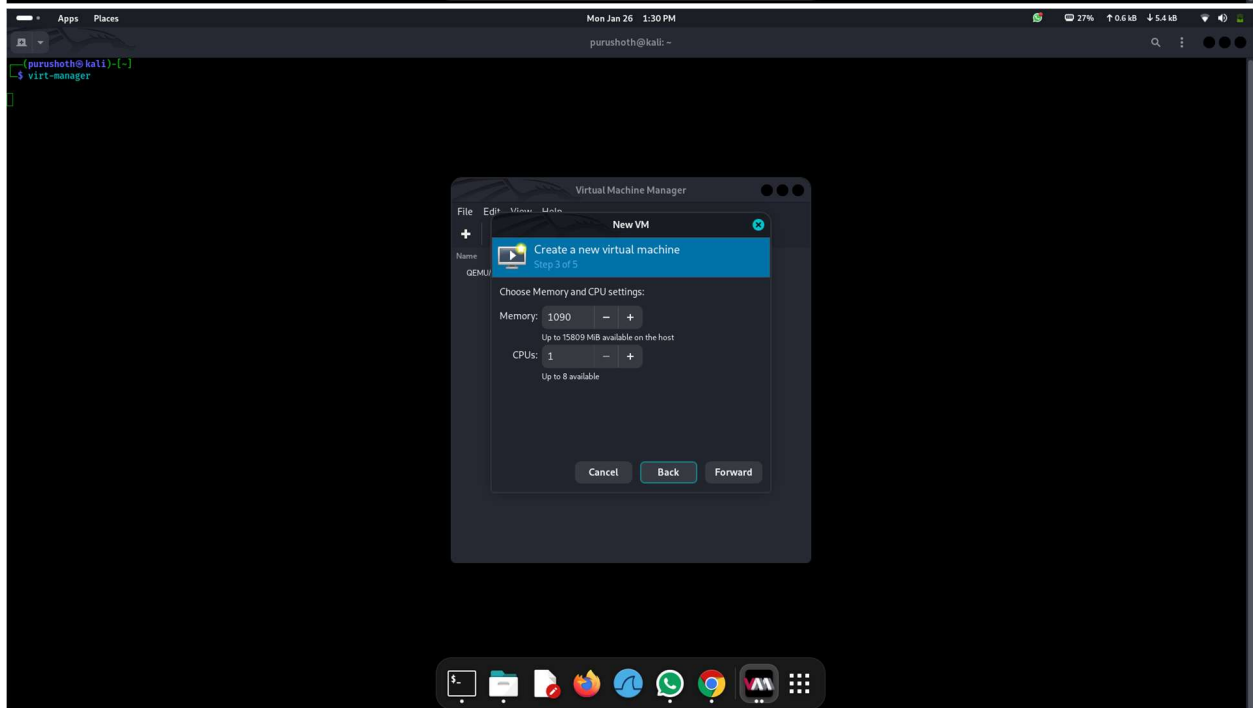 Apps Places Mon Jan 26 1:30 PM 27% ↑ 0.6 kB ↓ 5.4 kB
purushoth@kali: ~
(purushoth㉿kali)-[~]
$ virt-manager
Virtual Machine Manager
File Edit View Help
New VM
Create a new virtual machine
Name
Step 3 of 5
QEMU/
Choose Memory and CPU settings:
Memory: 1090 − +
Up to 15809 MiB available on the host
CPUs: 1 − +
Up to 8 available
Cancel Back Forward
$_